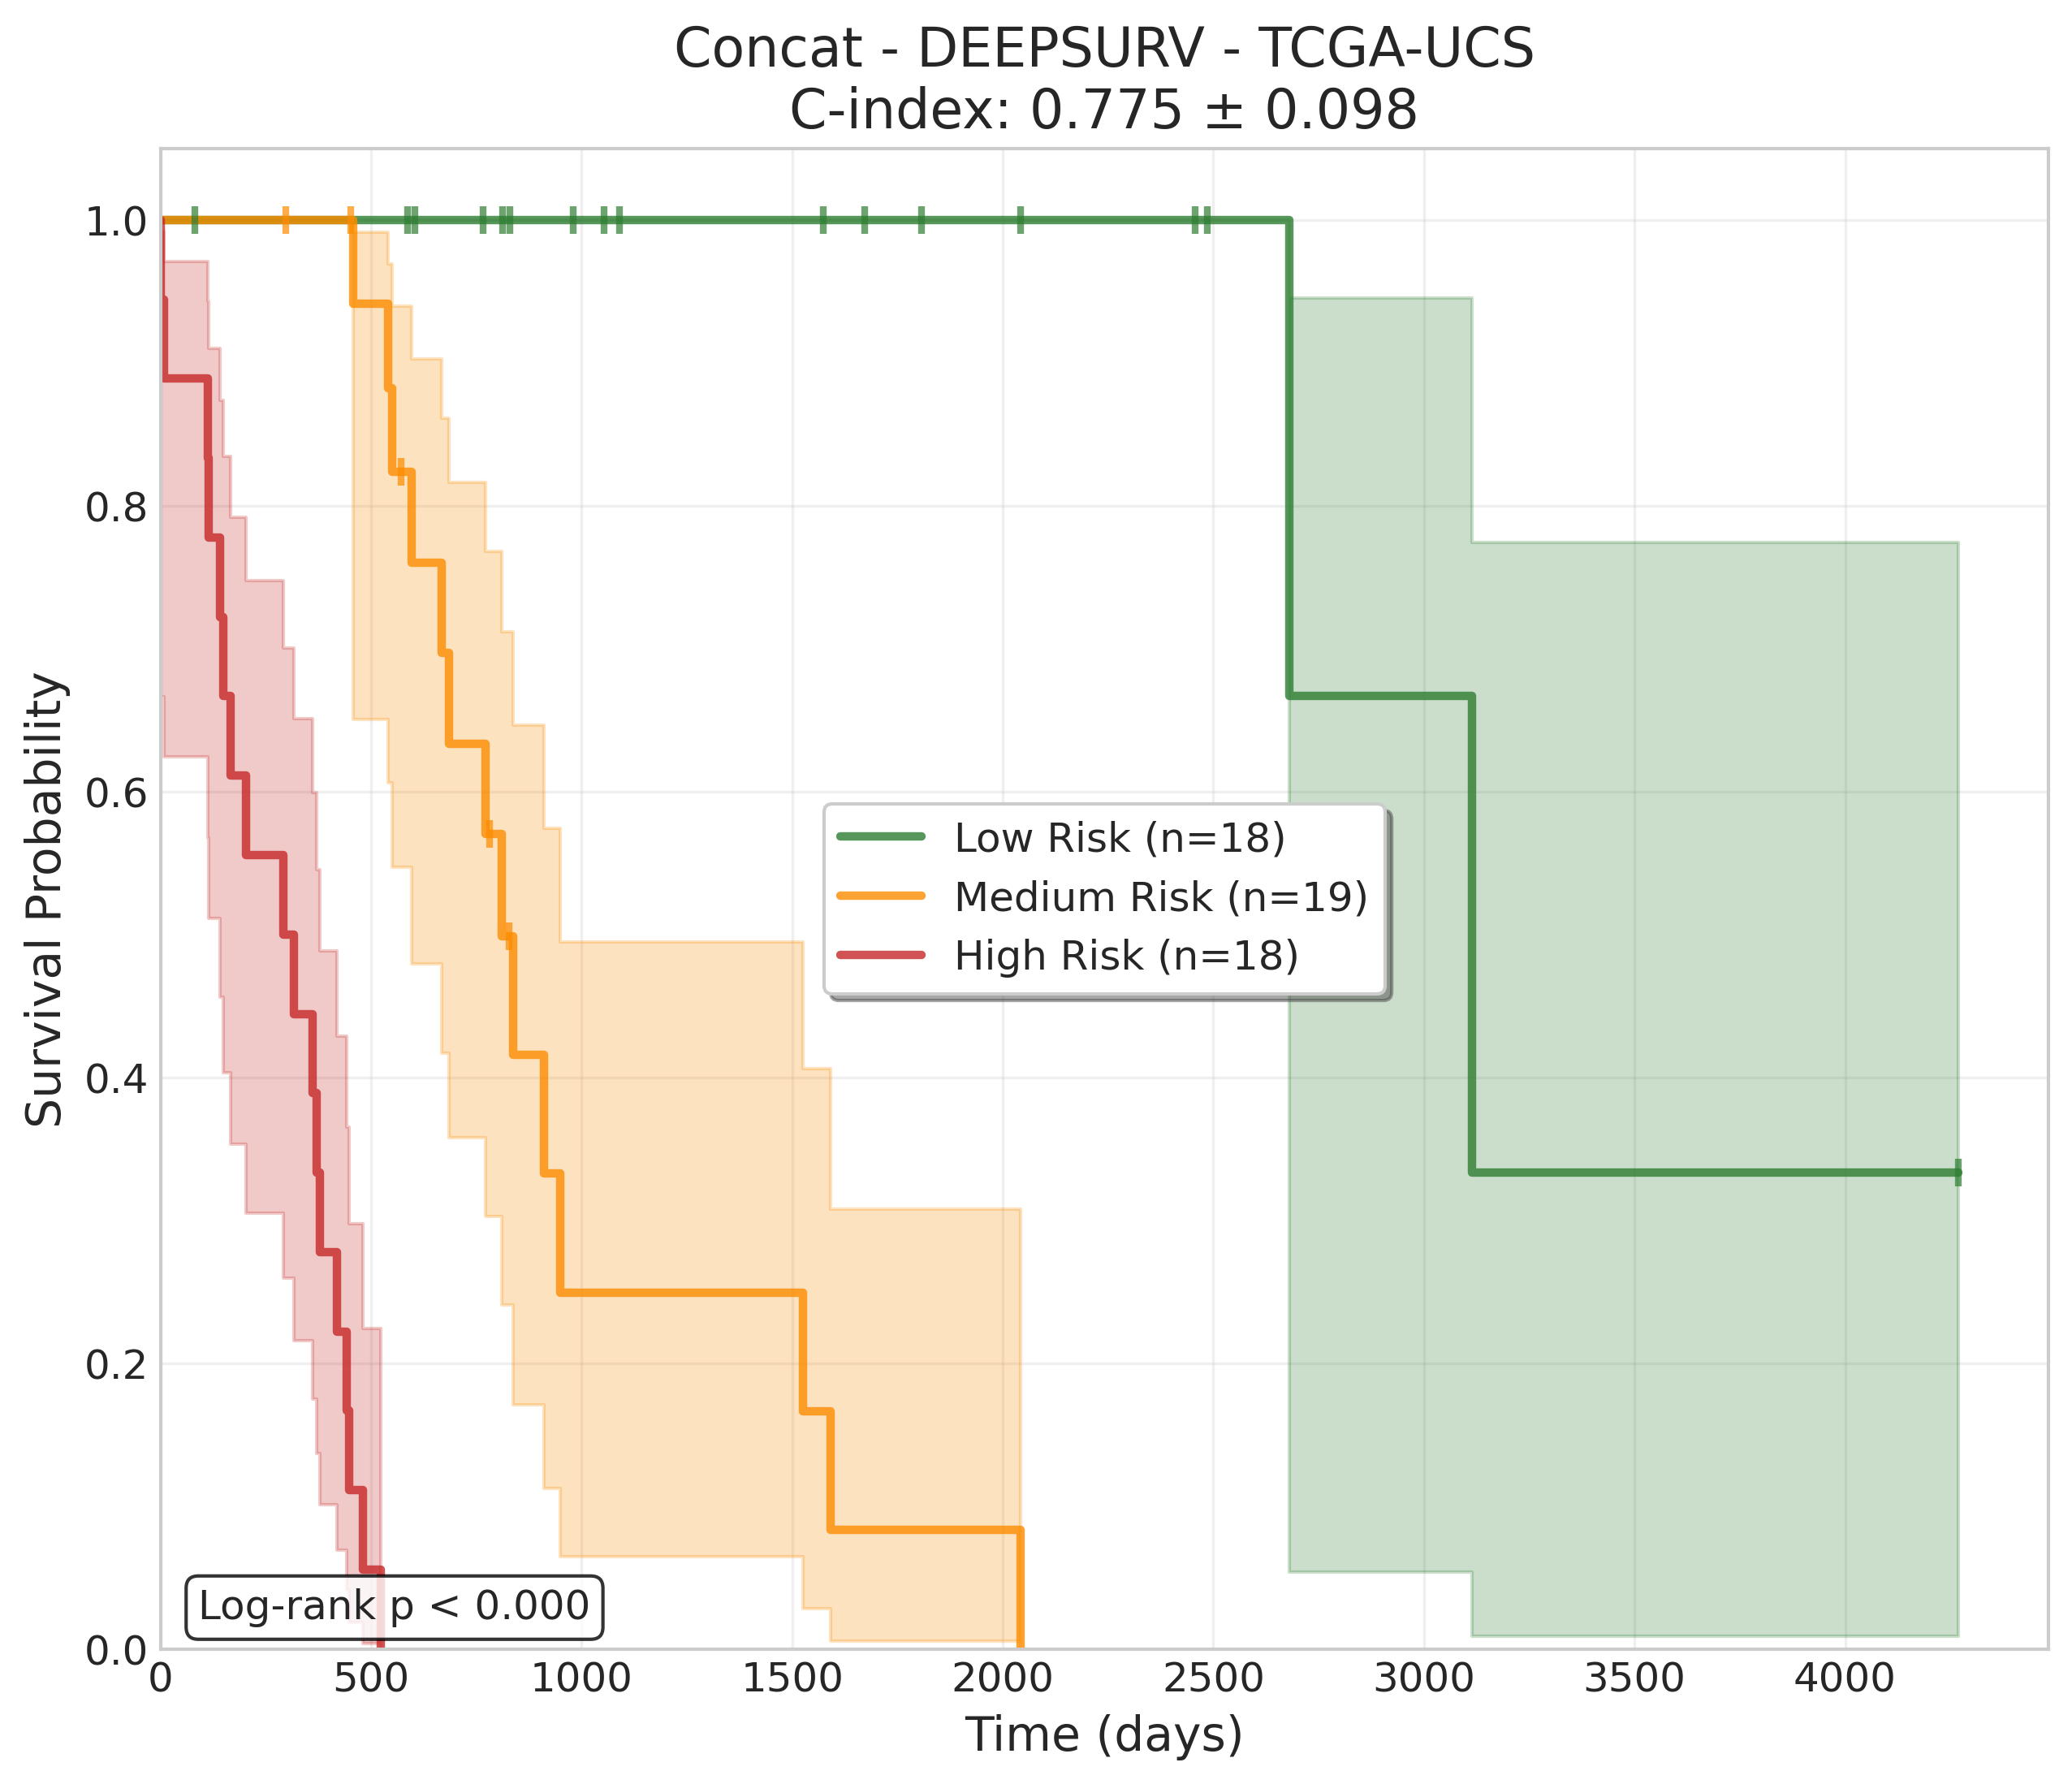 Concat - DEEPSURV - TCGA-UCS
C-index: 0.775 ± 0.098
Survival Probability
1.0
0.8
0.6
0.4
0.2
0.0
Low Risk (n=18)
Medium Risk (n=19)
High Risk (n=18)
Log-rank p < 0.000
0 500 1000 1500 2000 2500 3000 3500 4000
Time (days)